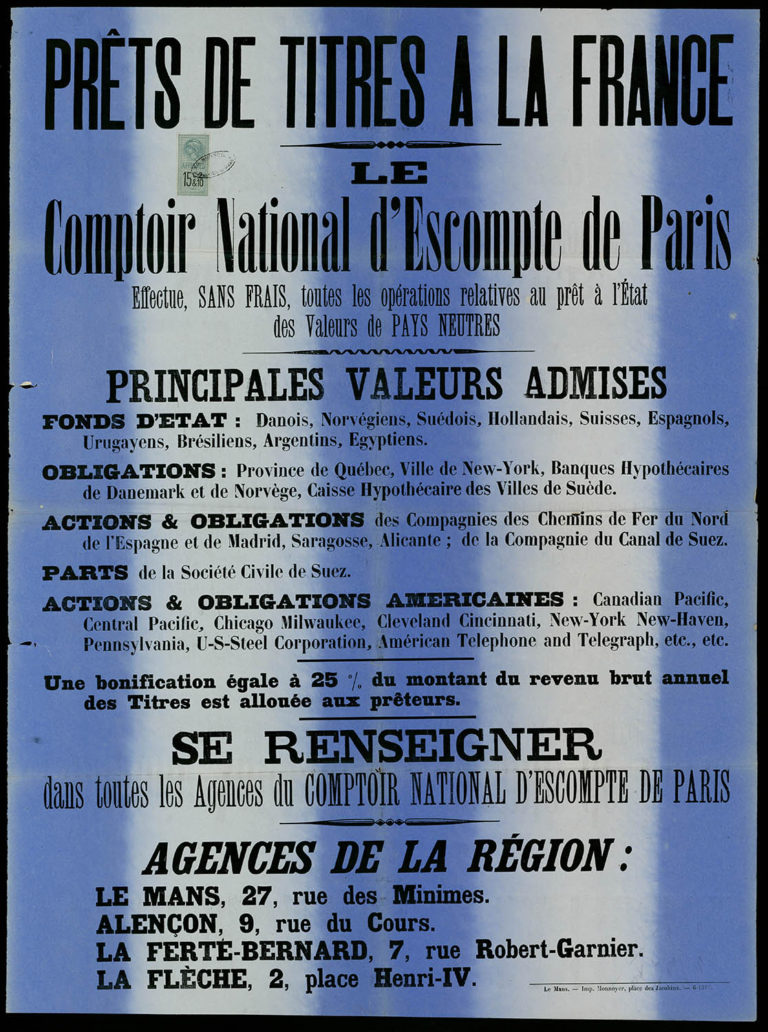 PRÊTS DE TITRES A LA FRANCE
LE
Comptoir National d'Escompte de Paris
Effectue, SANS FRAIS, toutes les opérations relatives au prêt à l'État
des Valeurs de PAYS NEUTRES
PRINCIPALES VALEURS ADMISES
FONDS D'ETAT : Danois, Norvégiens, Suédois, Hollandais, Suisses, Espagnols,
Urugayens, Brésiliens, Argentins, Egyptiens.
OBLIGATIONS : Province de Québec, Ville de New-York, Banques Hypothécaires
de Danemark et de Norvège, Caisse Hypothécaire des Villes de Suède.
ACTIONS & OBLIGATIONS des Compagnies des Chemins de Fer du Nord
de l'Espagne et de Madrid, Saragosse, Alicante ; de la Compagnie du Canal de Suez.
PARTS de la Société Civile de Suez.
ACTIONS & OBLIGATIONS AMERICAINES : Canadian Pacific,
Central Pacific, Chicago Milwaukee, Cleveland Cincinnati, New-York New-Haven,
Pennsylvania, U-S-Steel Corporation, Américan Telephone and Telegraph, etc., etc.
Une bonification égale à 25 % du montant du revenu brut annuel
des Titres est allouée aux prêteurs.
SE RENSEIGNER
dans toutes les Agences du COMPTOIR NATIONAL D'ESCOMPTE DE PARIS
AGENCES DE LA RÉGION :
LE MANS, 27, rue des Minimes.
ALENÇON, 9, rue du Cours.
LA FERTÉ-BERNARD, 7, rue Robert-Garnier.
LA FLÈCHE, 2, place Henri-IV.
Le Mans. — Imp. Monnoyer, place des Jacobins. —